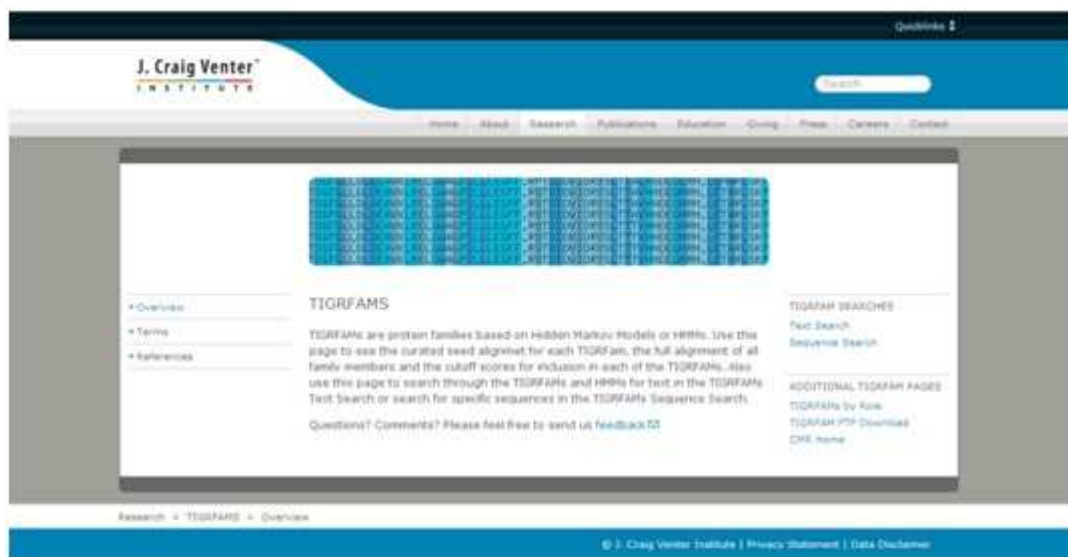 Quicklinks
J. Craig Venter™
INSTITUTE
Search
Home About Research Publications Education Giving Press Careers Contact
• Overview
• Terms
• References
TIGRFAMS
TIGRFAMs are protein families based on Hidden Markov Models or HMMs. Use this
page to see the curated seed alignmet for each TIGRFam, the full alignment of all
family members and the cutoff scores for inclusion in each of the TIGRFAMs. Also
use this page to search through the TIGRFAMs and HMMs for text in the TIGRFAMs
Text Search or search for specific sequences in the TIGRFAMs Sequence Search.
Questions? Comments? Please feel free to send us feedback
TIGRFAM SEARCHES
Text Search
Sequence Search
ADDITIONAL TIGRFAM PAGES
TIGRFAMs by Role
TIGRFAM FTP Download
CMR Home
Research > TIGRFAMS > Overview
© J. Craig Venter Institute | Privacy Statement | Data Disclaimer